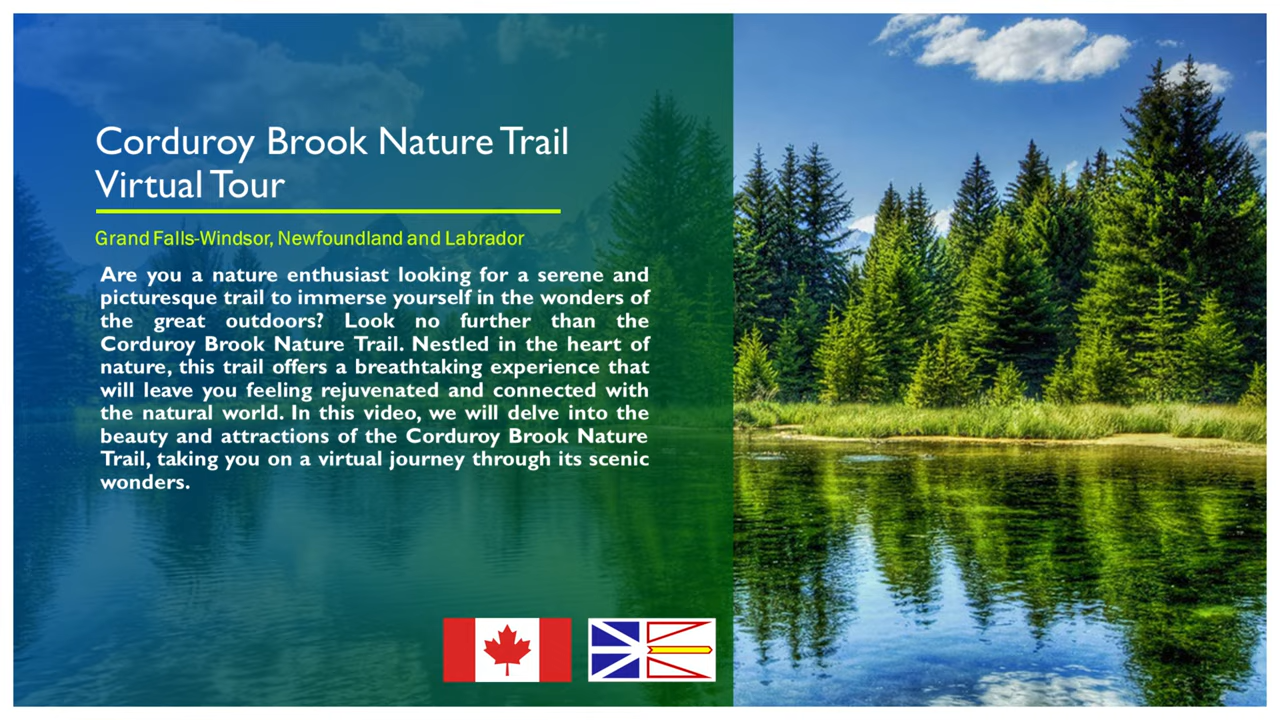 Corduroy Brook Nature Trail
Virtual Tour
Grand Falls-Windsor, Newfoundland and Labrador
Are you a nature enthusiast looking for a serene and
picturesque trail to immerse yourself in the wonders of
the great outdoors? Look no further than the
Corduroy Brook Nature Trail. Nestled in the heart of
nature, this trail offers a breathtaking experience that
will leave you feeling rejuvenated and connected with
the natural world. In this video, we will delve into the
beauty and attractions of the Corduroy Brook Nature
Trail, taking you on a virtual journey through its scenic
wonders.